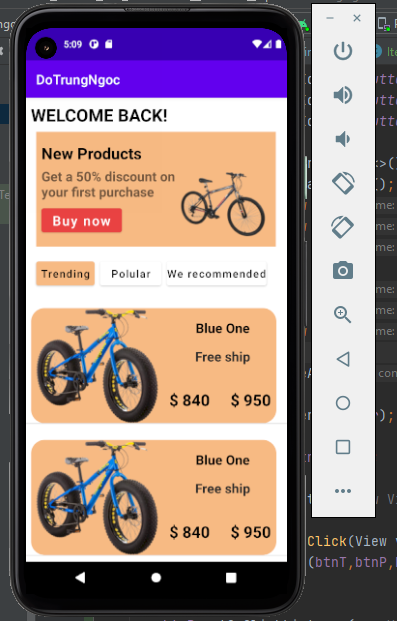 5:09
DoTrungNgoc
WELCOME BACK!
New Products
Get a 50% discount on
your first purchase
Buy now
Trending Polular We recommended
Blue One
Free ship
$ 840 $ 950
Blue One
Free ship
$ 840 $ 950
Click(View
(btnT,btnP,